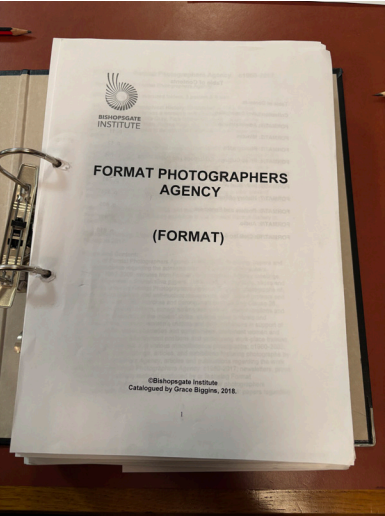 BISHOPSGATE
INSTITUTE
FORMAT PHOTOGRAPHERS
AGENCY
(FORMAT)
©Bishopsgate Institute
Catalogued by Grace Biggins, 2018.
1